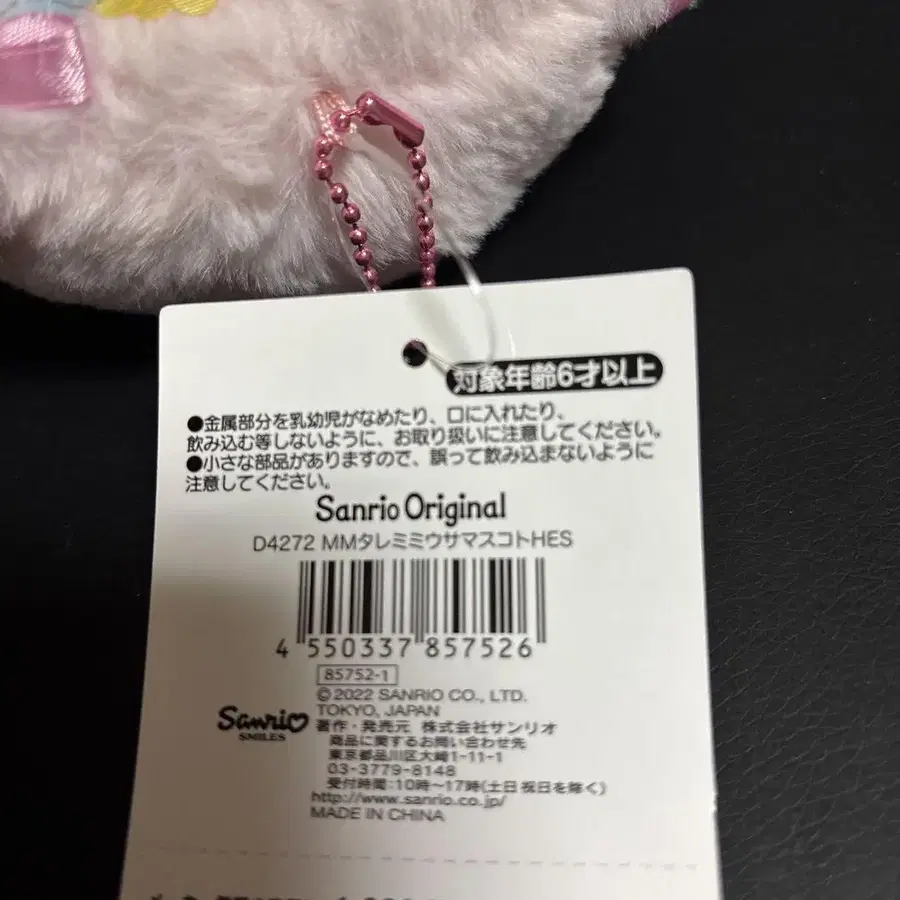 対象年齢6才以上
●金属部分を乳幼児がなめたり、口に入れたり、
飲み込む等しないように、お取り扱いに注意してください。
●小さな部品がありますので、誤って飲み込まないように
注意してください。
Sanrio Original
D4272 MMタレミミウサマスコトHES
4 550337 857526
85752-1
©2022 SANRIO CO., LTD.
TOKYO, JAPAN
Sanrio
SMILES
著作・発売元 株式会社サンリオ
商品に関するお問い合わせ先
東京都品川区大崎1-11-1
03-3779-8148
受付時間:10時~17時(土日祝日を除く)
http://www.sanrio.co.jp/
MADE IN CHINA